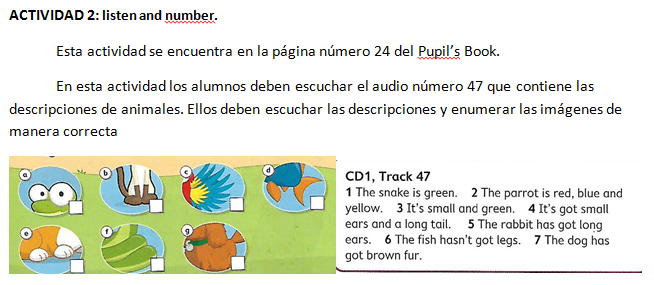 ACTIVIDAD 2: listen and number.
Esta actividad se encuentra en la página número 24 del Pupil's Book.
En esta actividad los alumnos deben escuchar el audio número 47 que contiene las
descripciones de animales. Ellos deben escuchar las descripciones y enumerar las imágenes de
manera correcta
a b c d
e f g
CD1, Track 47
1 The snake is green. 2 The parrot is red, blue and
yellow. 3 It's small and green. 4 It's got small
ears and a long tail. 5 The rabbit has got long
ears. 6 The fish hasn't got legs. 7 The dog has
got brown fur.